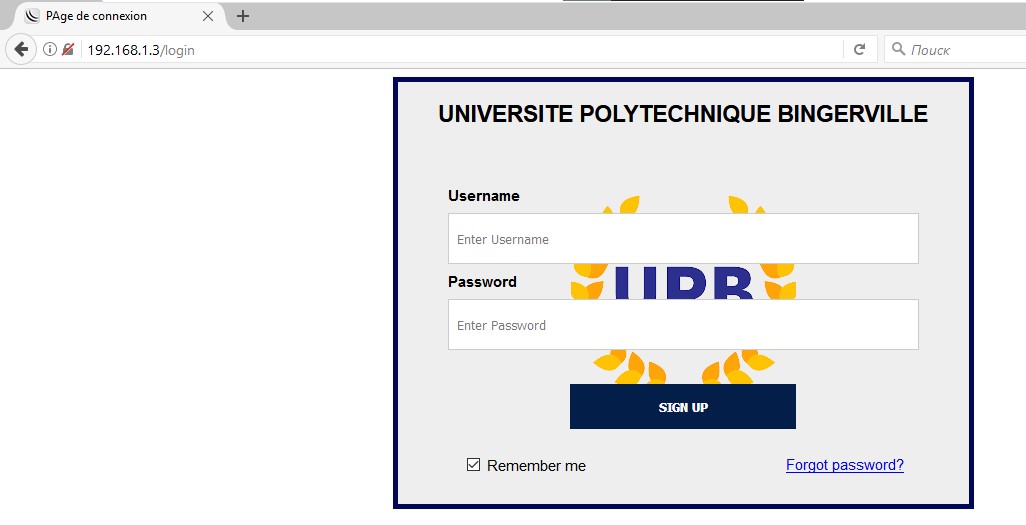 PAge de connexion
192.168.1.3/login
Поиск
UNIVERSITE POLYTECHNIQUE BINGERVILLE
Username
Enter Username
UPB
Password
Enter Password
SIGN UP
Remember me
Forgot password?